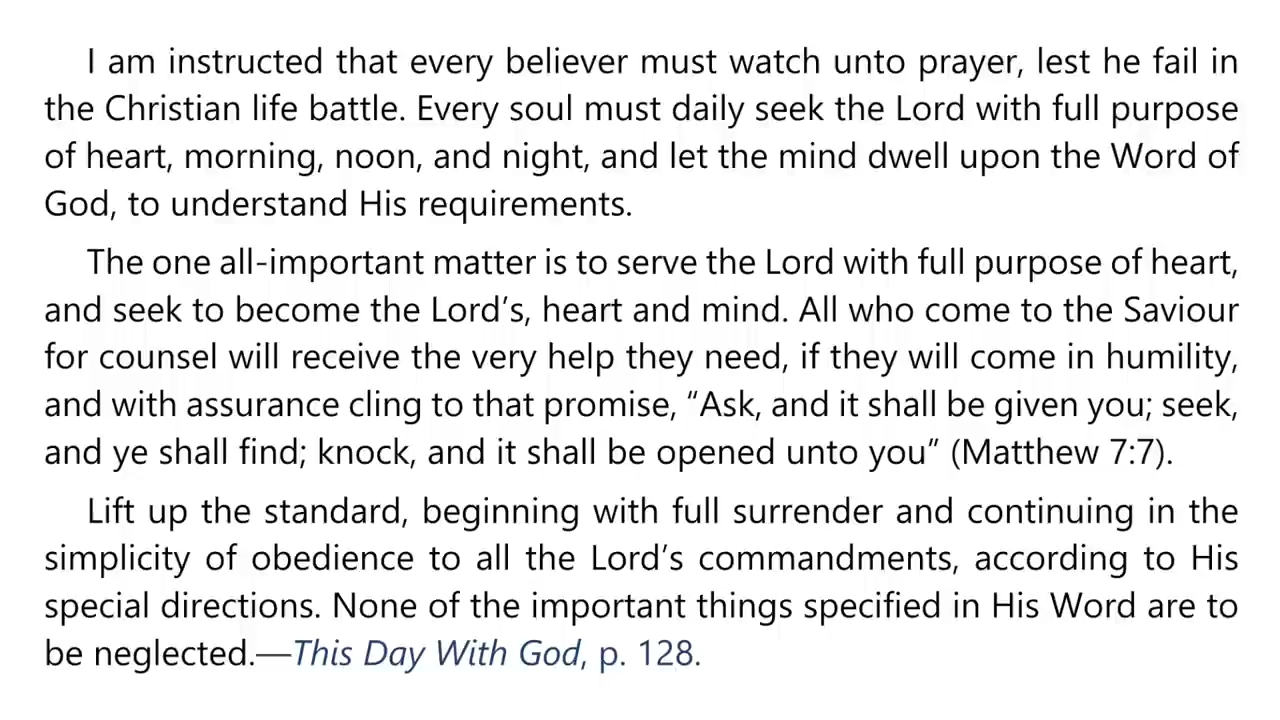 I am instructed that every believer must watch unto prayer, lest he fail in
the Christian life battle. Every soul must daily seek the Lord with full purpose
of heart, morning, noon, and night, and let the mind dwell upon the Word of
God, to understand His requirements.
The one all-important matter is to serve the Lord with full purpose of heart,
and seek to become the Lord’s, heart and mind. All who come to the Saviour
for counsel will receive the very help they need, if they will come in humility,
and with assurance cling to that promise, “Ask, and it shall be given you; seek,
and ye shall find; knock, and it shall be opened unto you” (Matthew 7:7).
Lift up the standard, beginning with full surrender and continuing in the
simplicity of obedience to all the Lord’s commandments, according to His
special directions. None of the important things specified in His Word are to
be neglected.—This Day With God, p. 128.